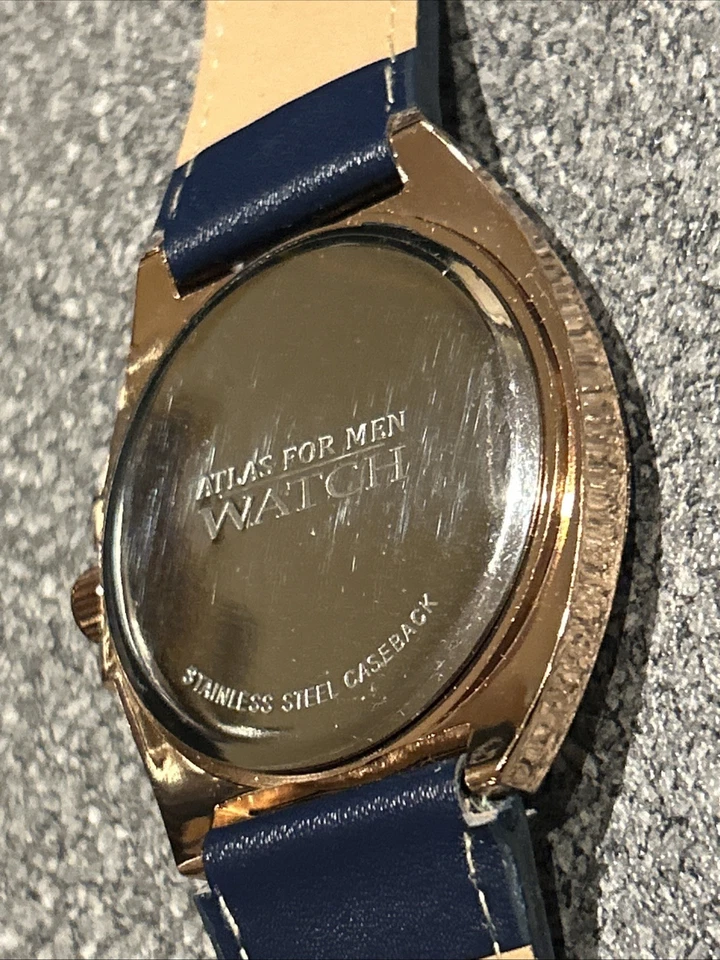 ATLAS FOR MEN
WATCH
STAINLESS STEEL CASEBACK